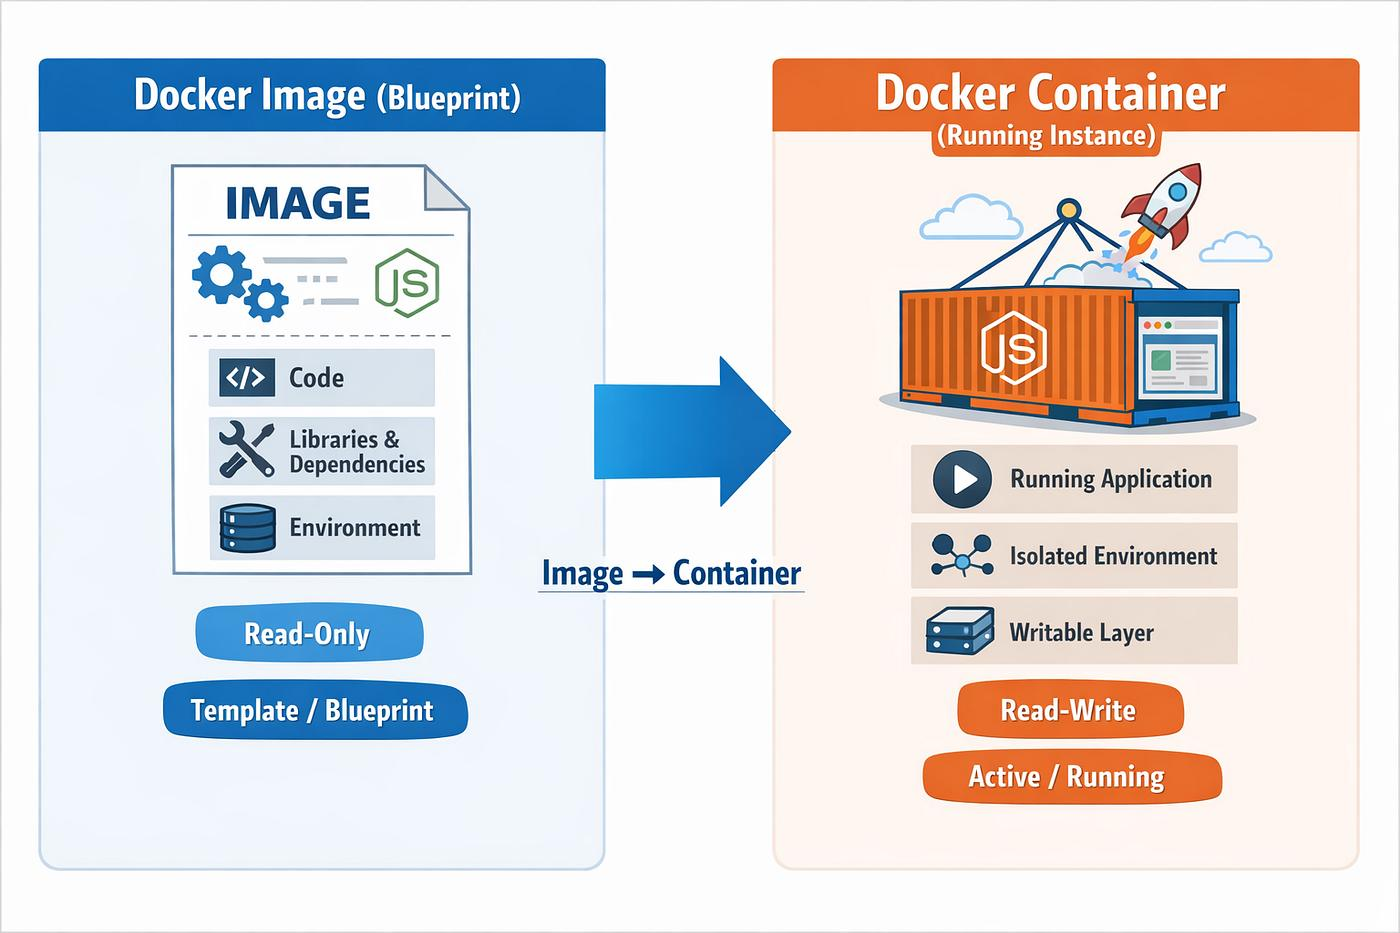 Docker Image (Blueprint)
IMAGE
JS
</> Code
Libraries &
Dependencies
Environment
Read-Only
Template / Blueprint
Image → Container
Docker Container
(Running Instance)
JS
Running Application
Isolated Environment
Writable Layer
Read-Write
Active / Running